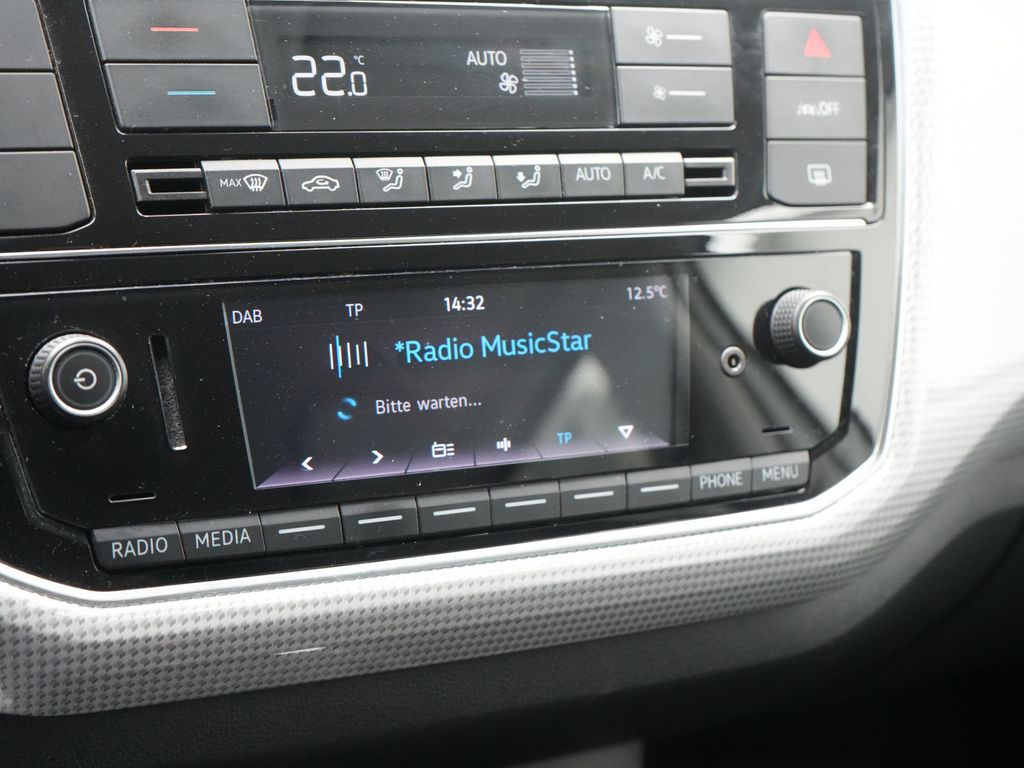 22.0 °C AUTO
OFF
MAX AUTO A/C
DAB TP 14:32 12.5°C
*Radio MusicStar
Bitte warten...
< > TP
RADIO MEDIA PHONE MENU